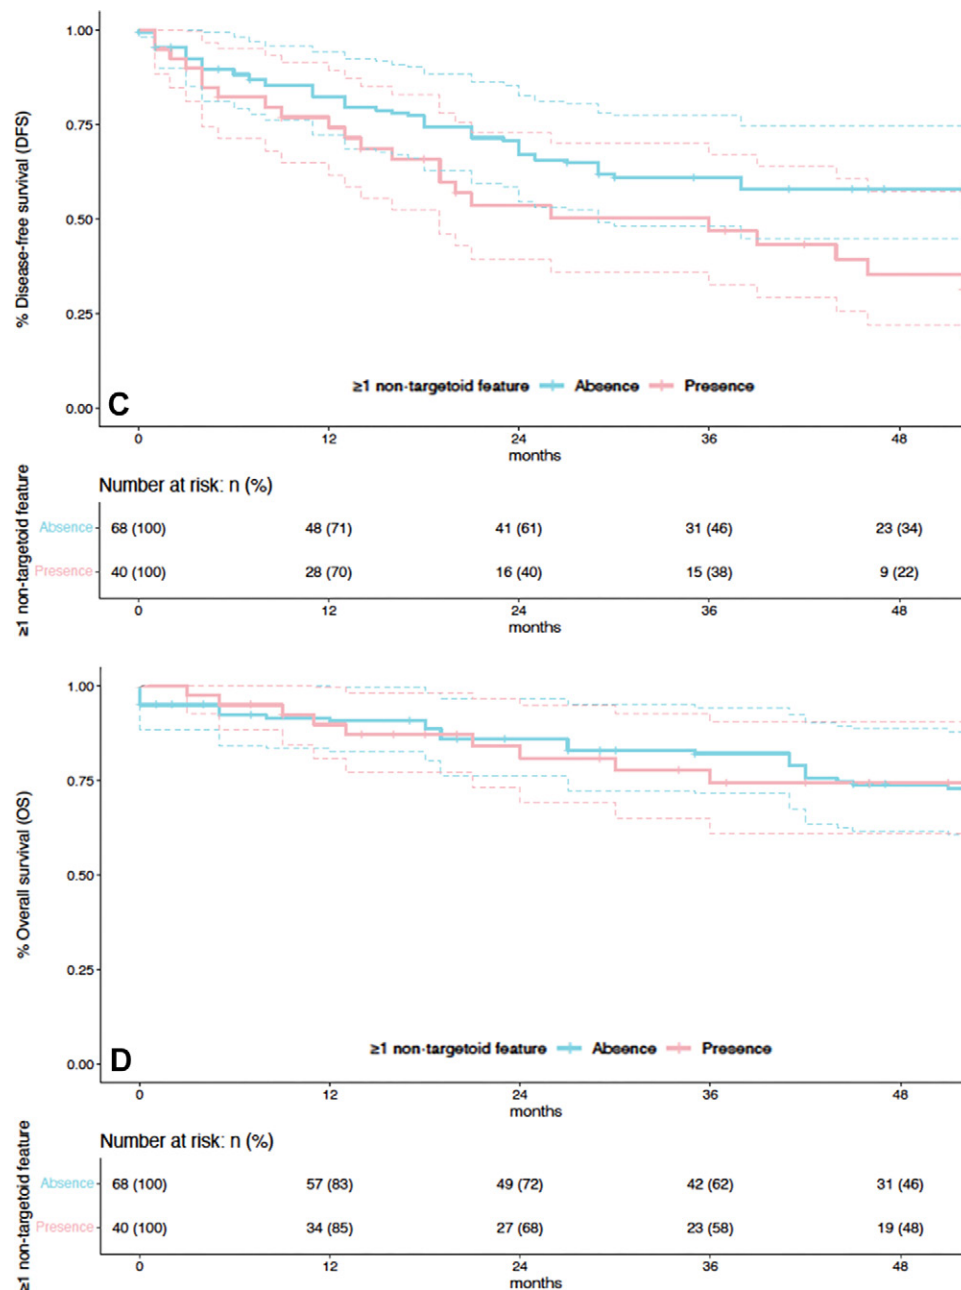 % Disease-free survival (DFS)
1.00
0.75
0.50
0.25
0.00
C
≥1 non-targetoid feature Absence Presence
0 12 24 36 48
months
≥1 non-targetoid feature
Number at risk: n (%)
Absence 68 (100) 48 (71) 41 (61) 31 (46) 23 (34)
Presence 40 (100) 28 (70) 16 (40) 15 (38) 9 (22)
0 12 24 36 48
months
% Overall survival (OS)
1.00
0.75
0.50
0.25
0.00
D
≥1 non-targetoid feature Absence Presence
0 12 24 36 48
months
≥1 non-targetoid feature
Number at risk: n (%)
Absence 68 (100) 57 (83) 49 (72) 42 (62) 31 (46)
Presence 40 (100) 34 (85) 27 (68) 23 (58) 19 (48)
0 12 24 36 48
months